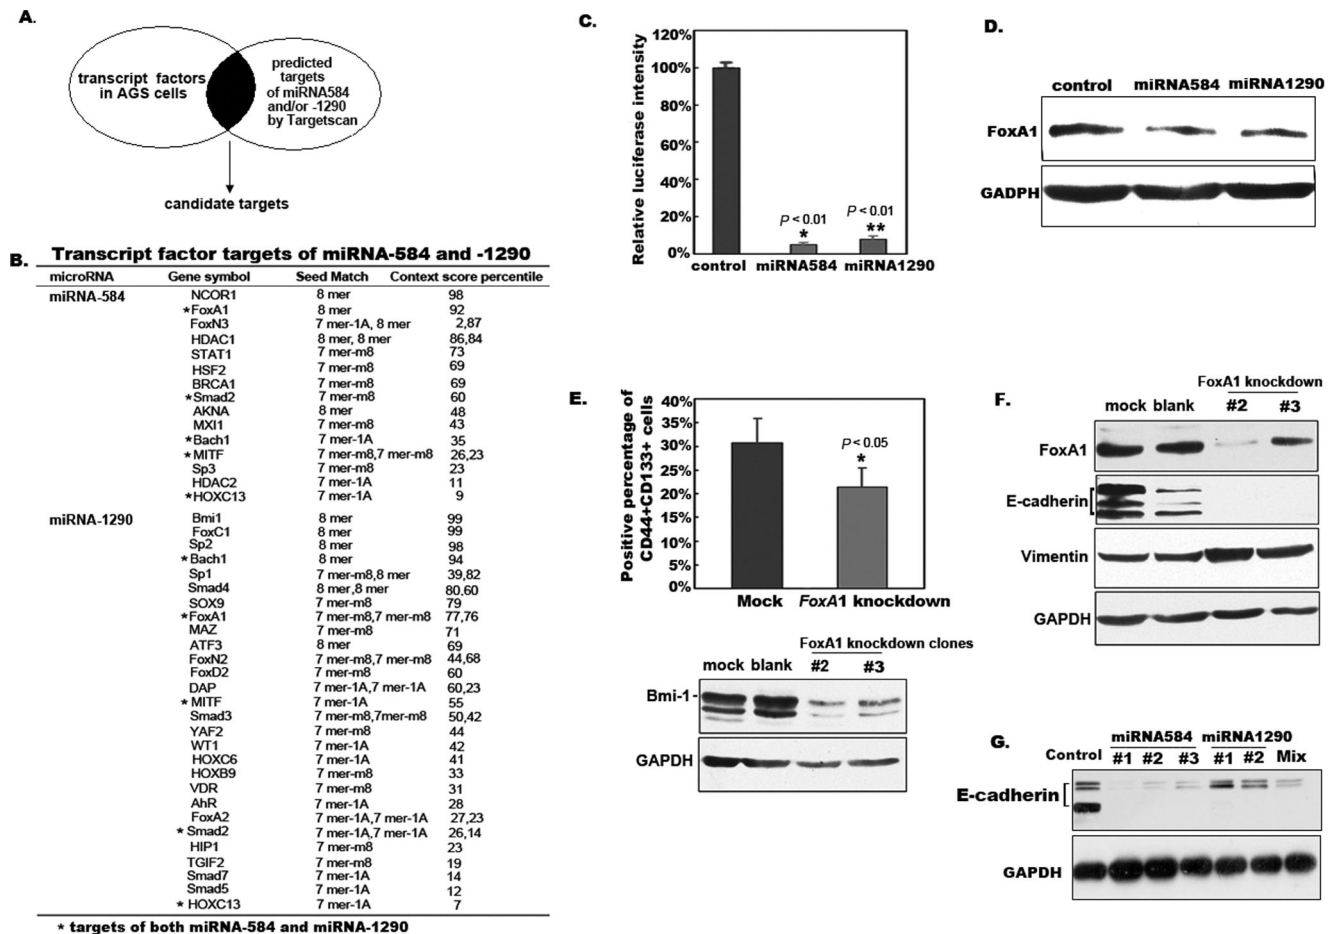 A.
transcript factors
in AGS cells
predicted
targets
of miRNA584
and/or -1290
by Targetscan
candidate targets
B.
Transcript factor targets of miRNA-584 and -1290
microRNA Gene symbol Seed Match Context score percentile
miRNA-584 NCOR1 8 mer 98
*FoxA1 8 mer 92
FoxN3 7 mer-1A, 8 mer 2,87
HDAC1 8 mer, 8 mer 86,84
STAT1 7 mer-m8 73
HSF2 7 mer-m8 69
BRCA1 7 mer-m8 69
*Smad2 7 mer-m8 60
AKNA 8 mer 48
MXI1 7 mer-m8 43
*Bach1 7 mer-1A 35
*MITF 7 mer-m8,7 mer-m8 26,23
Sp3 7 mer-m8 23
HDAC2 7 mer-1A 11
*HOXC13 7 mer-1A 9
miRNA-1290 Bmi1 8 mer 99
FoxC1 8 mer 99
Sp2 8 mer 98
*Bach1 8 mer 94
Sp1 7 mer-m8,8 mer 39,82
Smad4 8 mer,8 mer 80,60
SOX9 7 mer-m8 79
*FoxA1 7 mer-m8,7 mer-m8 77,76
MAZ 7 mer-m8 71
ATF3 8 mer 69
FoxN2 7 mer-m8,7 mer-m8 44,68
FoxD2 7 mer-m8 60
DAP 7 mer-1A,7 mer-1A 60,23
* MITF 7 mer-1A 55
Smad3 7 mer-m8,7mer-m8 50,42
YAF2 7 mer-m8 44
WT1 7 mer-1A 42
HOXC6 7 mer-1A 41
HOXB9 7 mer-m8 33
VDR 7 mer-m8 31
AhR 7 mer-1A 28
FoxA2 7 mer-1A,7 mer-1A 27,23
* Smad2 7 mer-1A,7 mer-1A 26,14
HIP1 7 mer-m8 23
TGIF2 7 mer-m8 19
Smad7 7 mer-1A 14
Smad5 7 mer-1A 12
* HOXC13 7 mer-1A 7
* targets of both miRNA-584 and miRNA-1290
C.
Relative luciferase intensity
120%
100%
80%
60%
40%
20%
0%
P < 0.01
*
P < 0.01
**
control miRNA584 miRNA1290
D.
control miRNA584 miRNA1290
FoxA1
GADPH
E.
Positive percentage of
CD44+CD133+ cells
40%
35%
30%
25%
20%
15%
10%
5%
0%
P < 0.05
*
Mock FoxA1 knockdown
FoxA1 knockdown clones
mock blank #2 #3
Bmi-1
GAPDH
F.
FoxA1 knockdown
mock blank #2 #3
FoxA1
E-cadherin
Vimentin
GAPDH
G.
miRNA584 miRNA1290
Control #1 #2 #3 #1 #2 Mix
E-cadherin
GAPDH